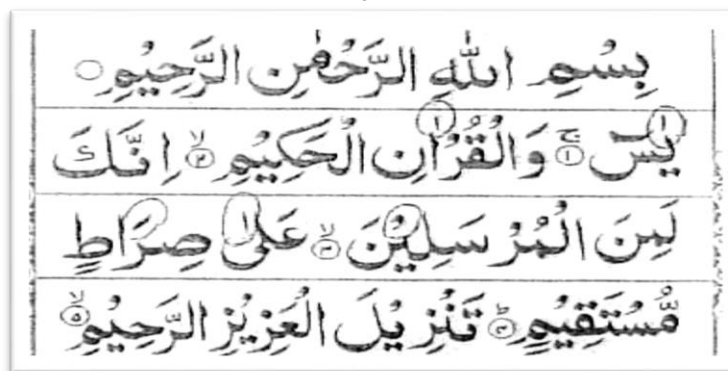 بِسْمِ اللّٰهِ الرَّحْمٰنِ الرَّحِيْمِ ○
يٰسٓ ۚ ﴿۱﴾ وَالْقُرْاٰنِ الْحَكِيْمِ ۙ ﴿۲﴾ اِنَّكَ
لَمِنَ الْمُرْسَلِيْنَ ۙ ﴿۳﴾ عَلٰى صِرَاطٍ
مُّسْتَقِيْمٍ ؕ ﴿۴﴾ تَنْزِيْلَ الْعَزِيْزِ الرَّحِيْمِ ۙ ﴿۵﴾